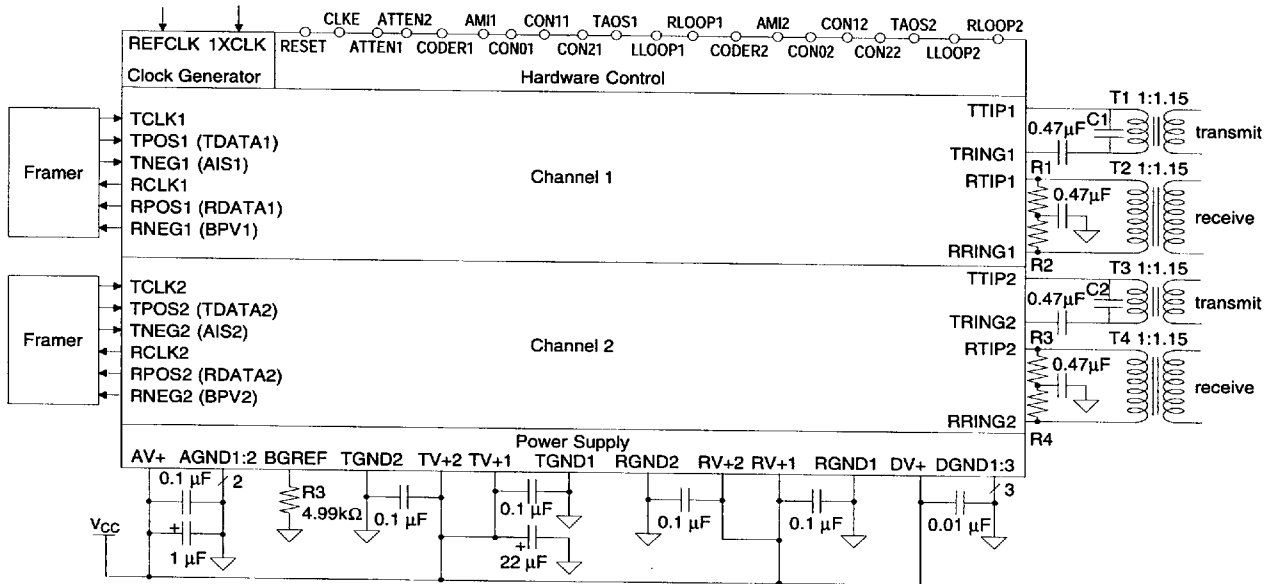 CLKE ATTEN2 AMI1 CON11 TAOS1 RLOOP1 AMI2 CON12 TAOS2 RLOOP2
RESET ATTEN1 CODER1 CON01 CON21 LLOOP1 CODER2 CON02 CON22 LLOOP2
REFCLK 1XCLK
Clock Generator
Hardware Control
Framer
TCLK1
TPOS1 (TDATA1)
TNEG1 (AIS1)
RCLK1
RPOS1 (RDATA1)
RNEG1 (BPV1)
Channel 1
TTIP1
TRING1
RTIP1
RRING1
T1 1:1.15
0.47µF C1
transmit
R1 T2 1:1.15
0.47µF
receive
R2
Framer
TCLK2
TPOS2 (TDATA2)
TNEG2 (AIS2)
RCLK2
RPOS2 (RDATA2)
RNEG2 (BPV2)
Channel 2
TTIP2
TRING2
RTIP2
RRING2
T3 1:1.15
0.47µF C2
transmit
R3 T4 1:1.15
0.47µF
receive
R4
Power Supply
AV+ AGND1:2 BGREF TGND2 TV+2 TV+1 TGND1 RGND2 RV+2 RV+1 RGND1 DV+ DGND1:3
0.1 µF 2
R3
4.99kΩ
0.1 µF
0.1 µF
0.1 µF
0.1 µF
3
0.01 µF
VCC
+
1 µF
+
22 µF